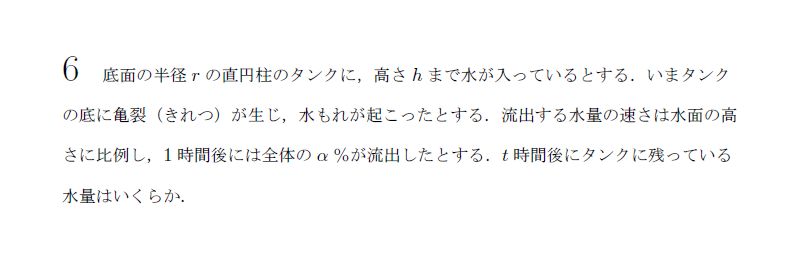 6 底面の半径 r の直円柱のタンクに，高さ h まで水が入っているとする．いまタンク
の底に亀裂（きれつ）が生じ，水もれが起こったとする．流出する水量の速さは水面の高
さに比例し，1 時間後には全体の α %が流出したとする．t 時間後にタンクに残っている
水量はいくらか．